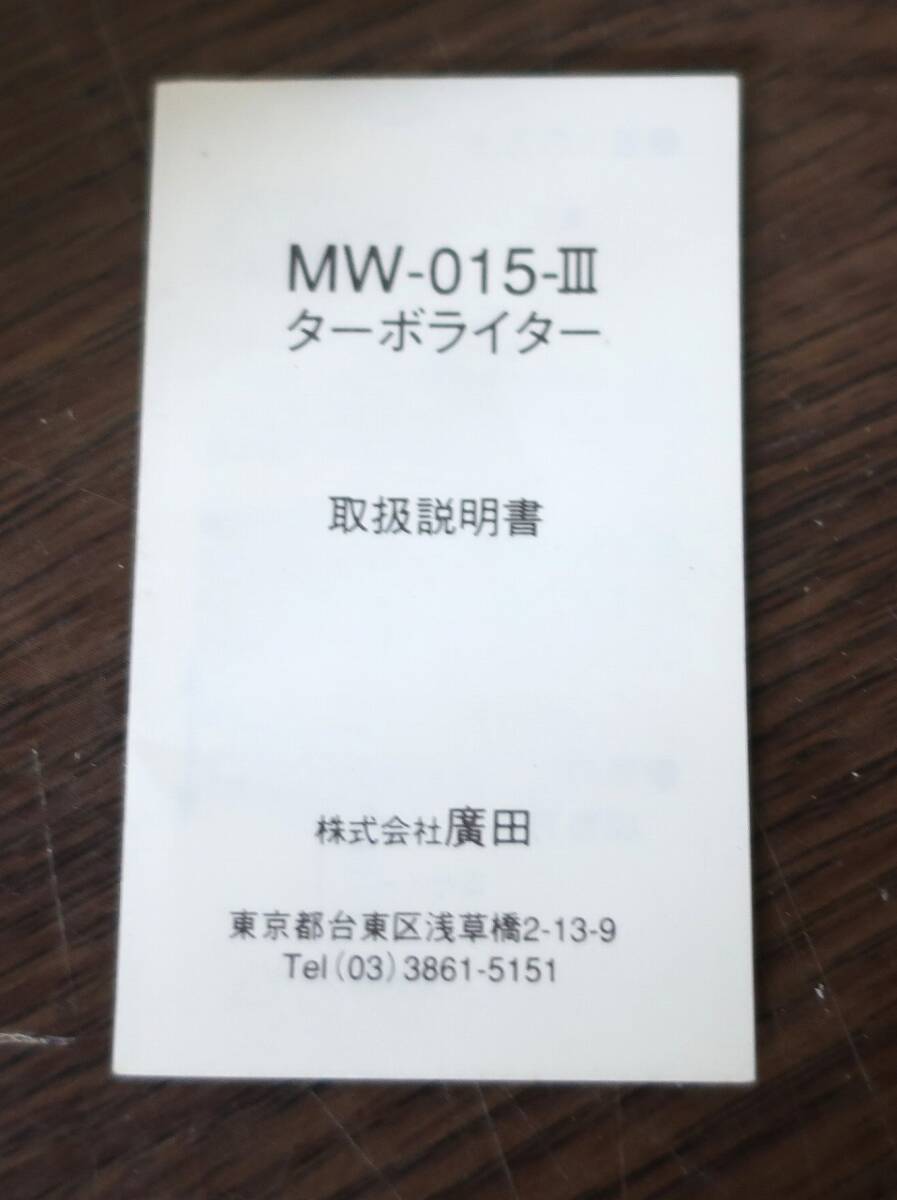 MW-015-Ⅲ
ターボライター
取扱説明書
株式会社廣田
東京都台東区浅草橋2-13-9
Tel(03)3861-5151